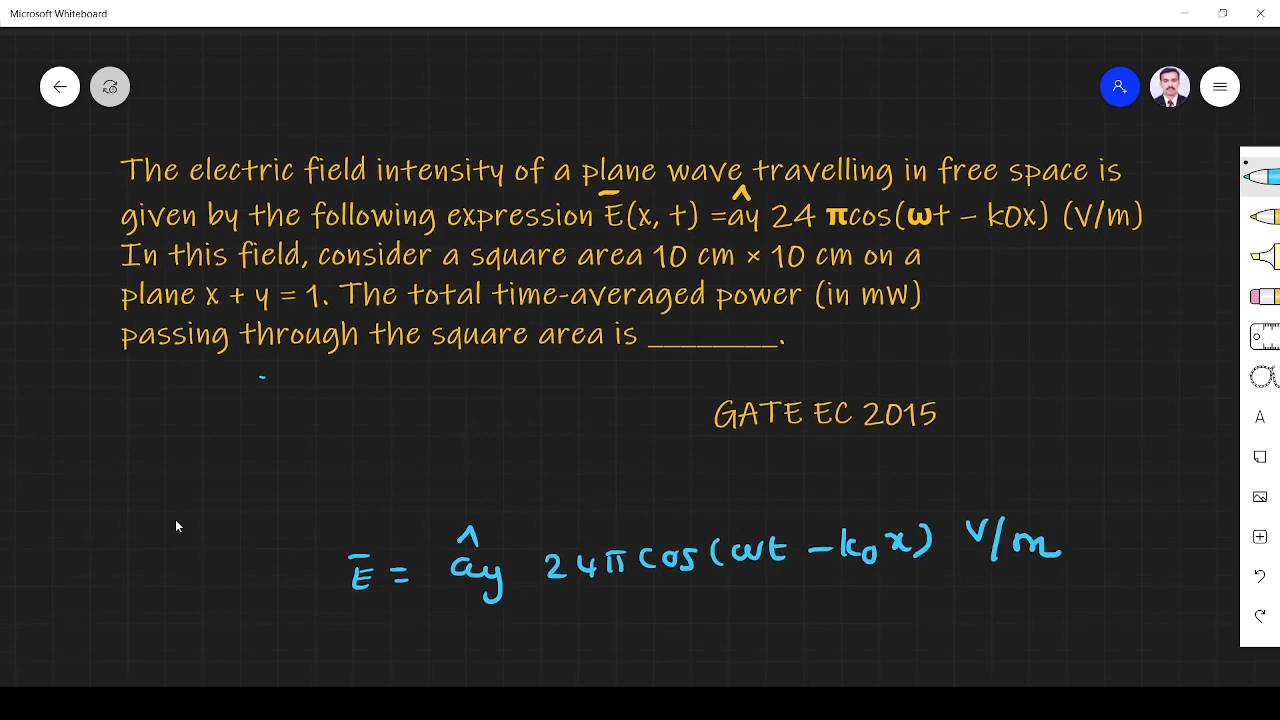 Microsoft Whiteboard
The electric field intensity of a plane wave travelling in free space is
given by the following expression E̅(x, t) =ây 24 πcos(ωt - k0x) (V/m)
In this field, consider a square area 10 cm × 10 cm on a
plane x + y = 1. The total time-averaged power (in mW)
passing through the square area is ________.
GATE EC 2015
E̅ = ây 24πcos(ωt - k₀x) V/m
A